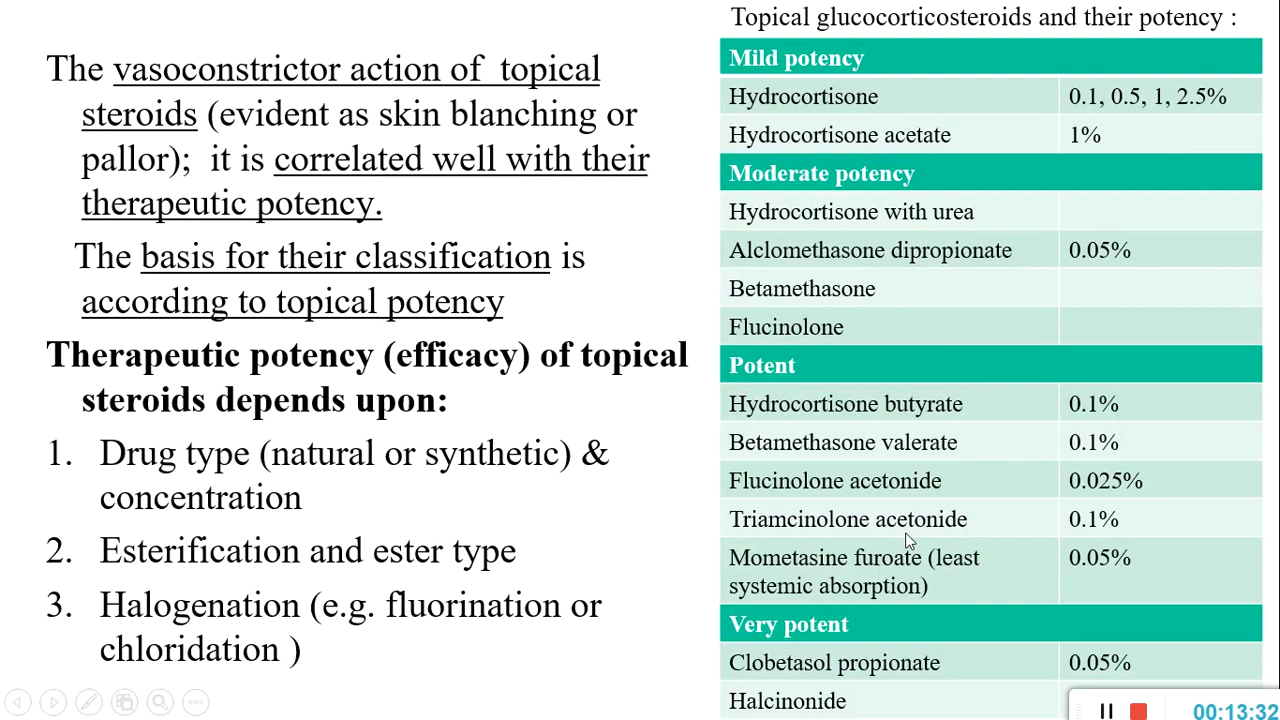 The vasoconstrictor action of topical
steroids (evident as skin blanching or
pallor); it is correlated well with their
therapeutic potency.
The basis for their classification is
according to topical potency
Therapeutic potency (efficacy) of topical
steroids depends upon:
1. Drug type (natural or synthetic) &
concentration
2. Esterification and ester type
3. Halogenation (e.g. fluorination or
chloridation )
Topical glucocorticosteroids and their potency :
Mild potency
Hydrocortisone 0.1, 0.5, 1, 2.5%
Hydrocortisone acetate 1%
Moderate potency
Hydrocortisone with urea
Alclomethasone dipropionate 0.05%
Betamethasone
Flucinolone
Potent
Hydrocortisone butyrate 0.1%
Betamethasone valerate 0.1%
Flucinolone acetonide 0.025%
Triamcinolone acetonide 0.1%
Mometasine furoate (least 0.05%
systemic absorption)
Very potent
Clobetasol propionate 0.05%
Halcinonide
00:13:32